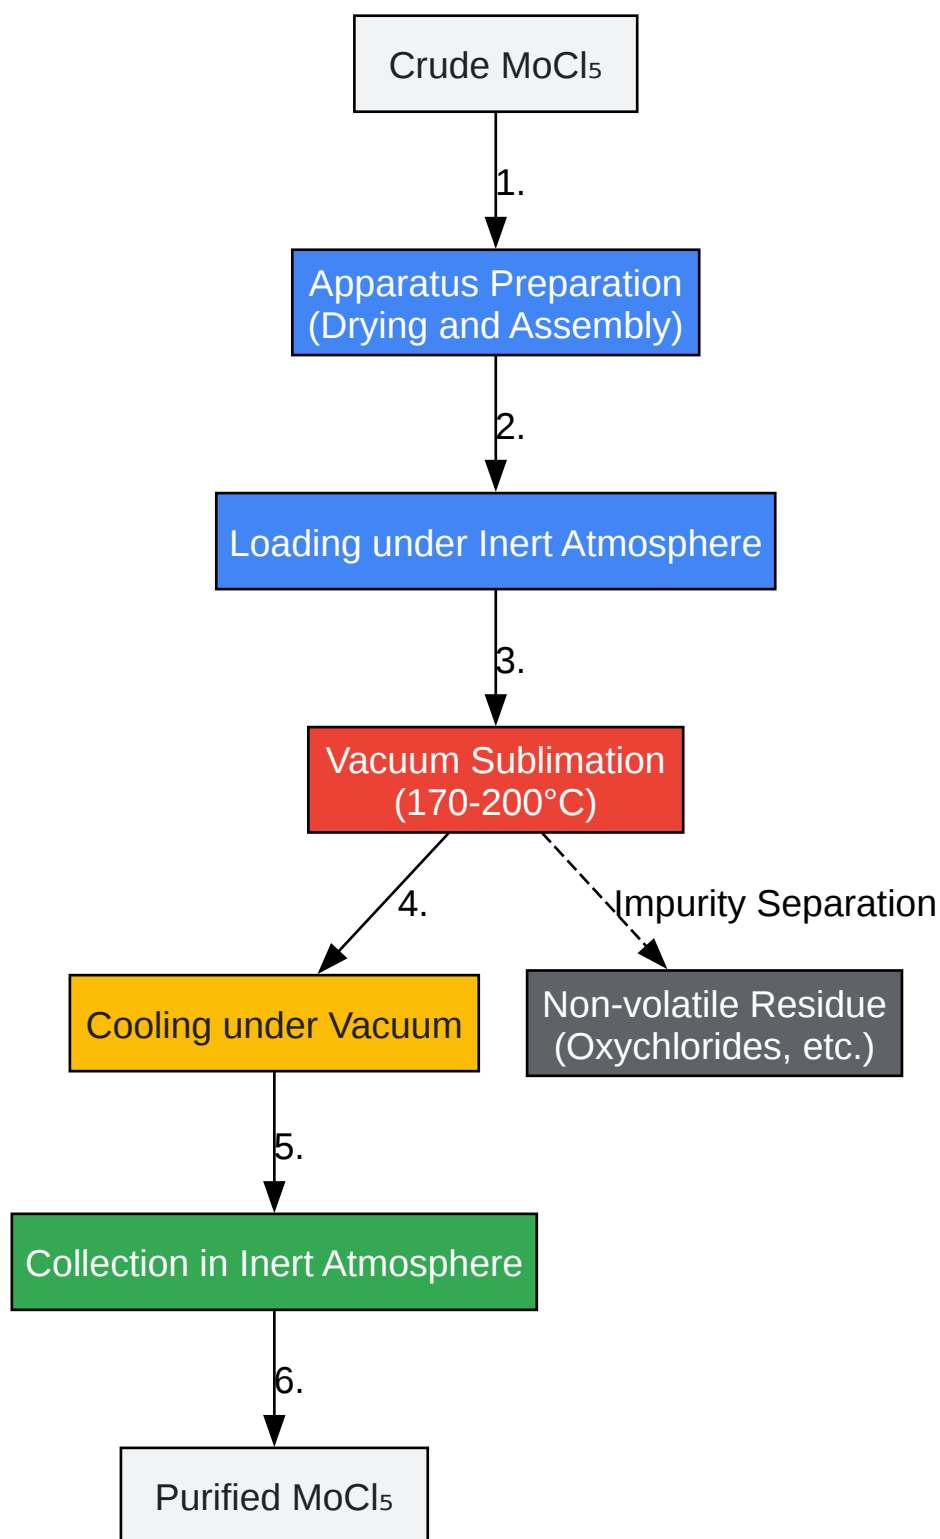 Crude MoCl₅
1.
Apparatus Preparation
(Drying and Assembly)
2.
Loading under Inert Atmosphere
3.
Vacuum Sublimation
(170-200°C)
4.
Impurity Separation
Cooling under Vacuum
Non-volatile Residue
(Oxychlorides, etc.)
5.
Collection in Inert Atmosphere
6.
Purified MoCl₅